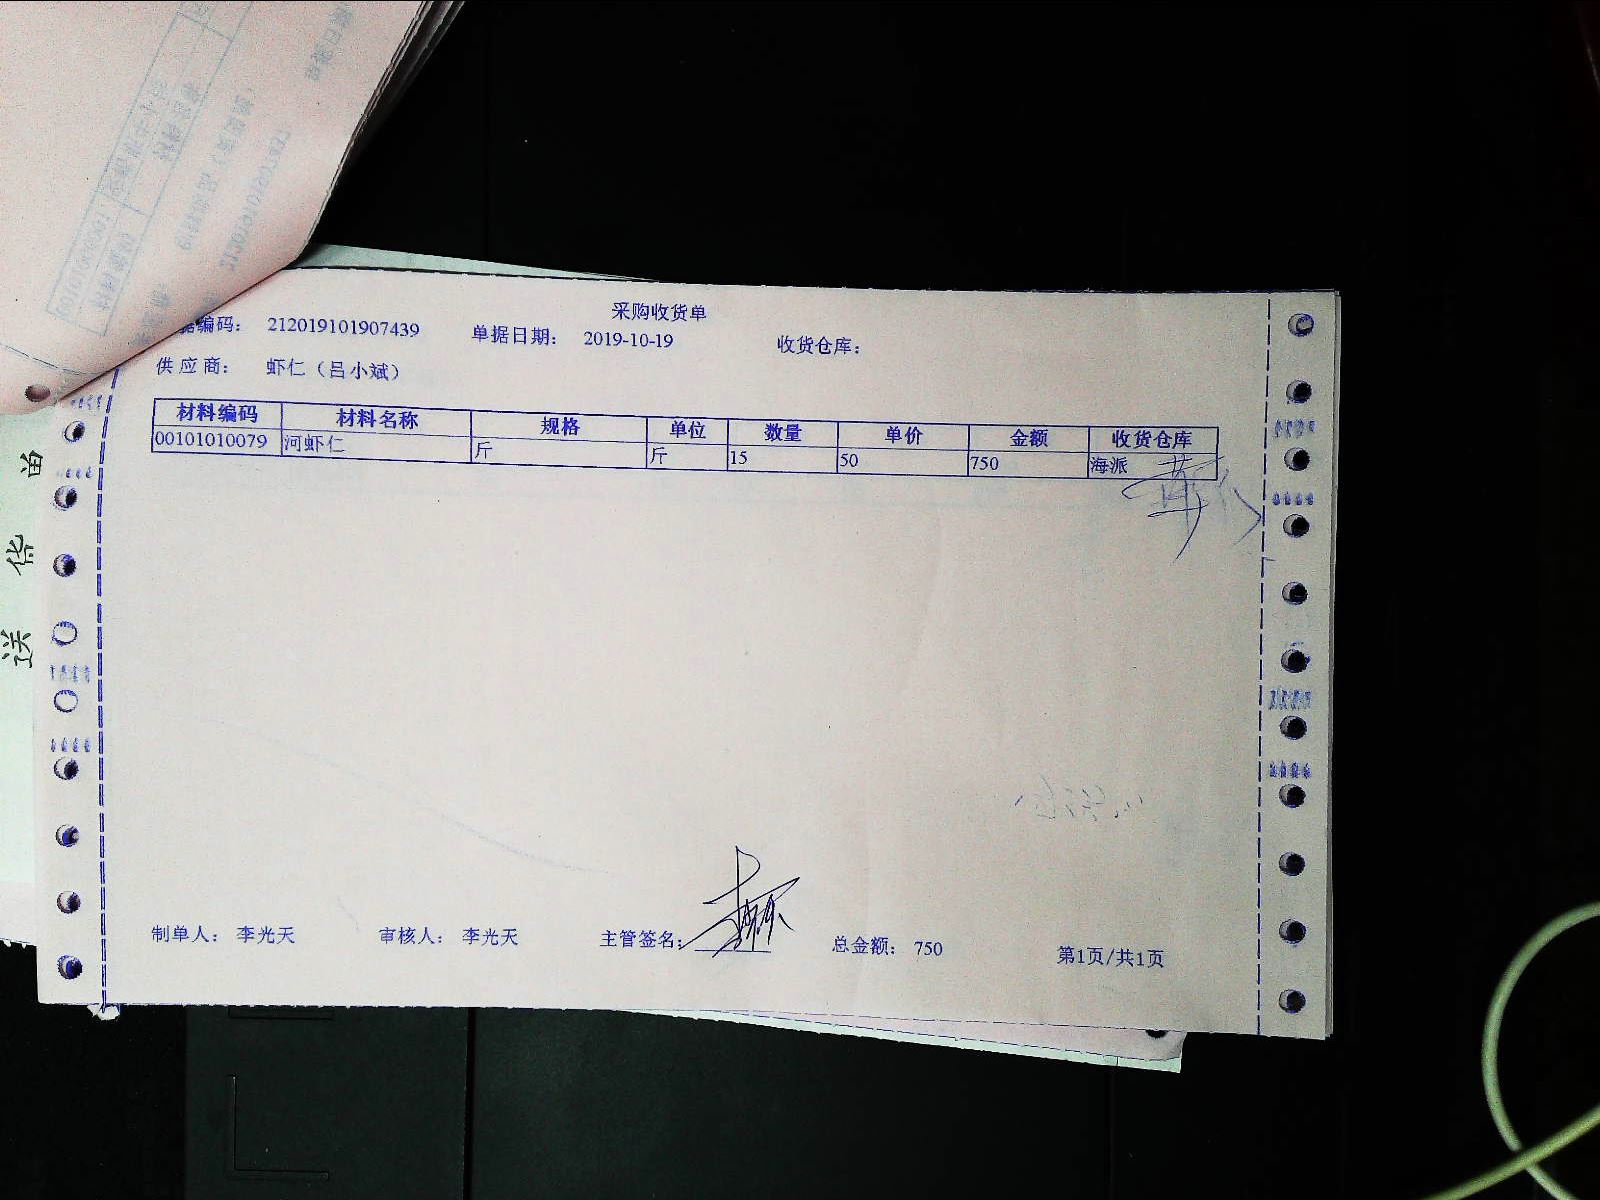 采购收货单
据编码： 212019101907439 单据日期： 2019-10-19 收货仓库：
供应商： 虾仁（吕小斌）
材料编码 材料名称 规格 单位 数量 单价 金额 收货仓库
00101010079 河虾仁 斤 斤 15 50 750 海派
制单人： 李光天 审核人： 李光天 主管签名： 总金额： 750 第1页/共1页
送 货 单